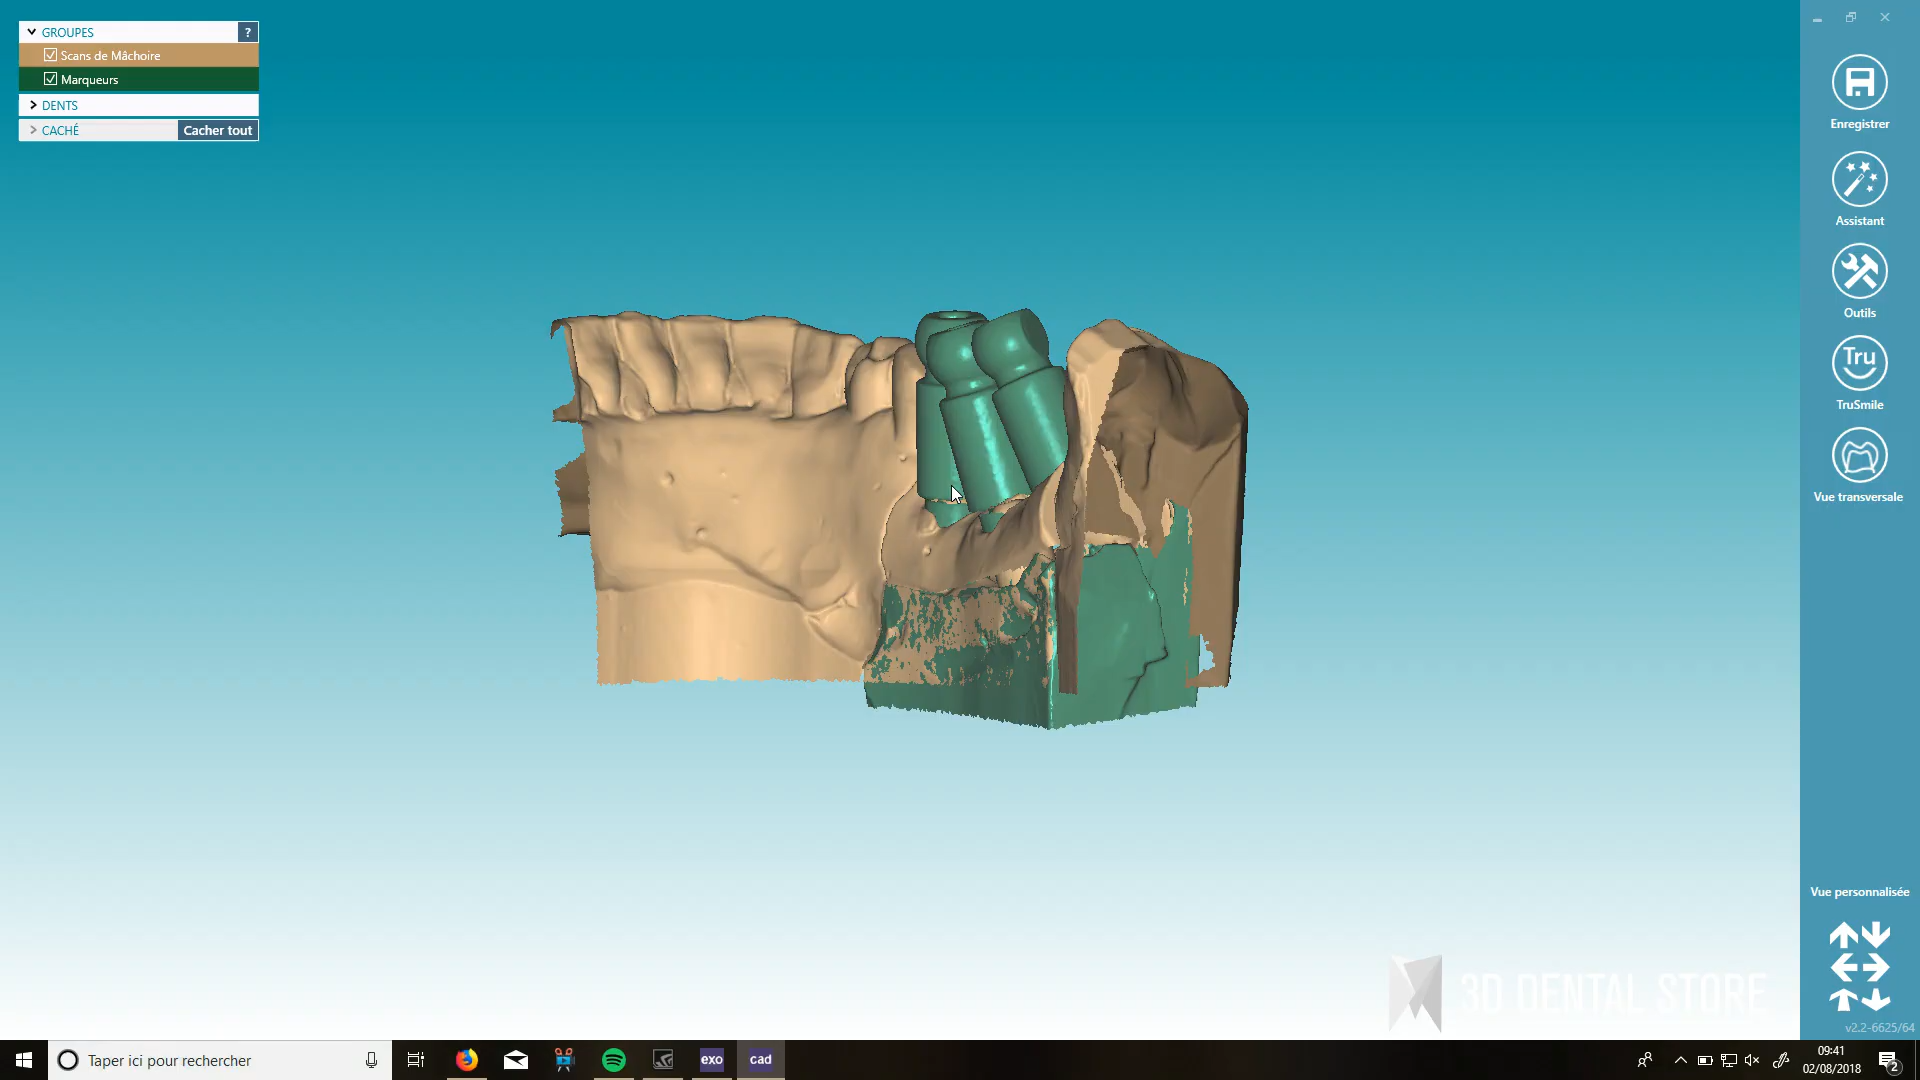 GROUPES
?
Scans de Mâchoire
Marqueurs
DENTS
CACHÉ
Cacher tout
Enregistrer
Assistant
Outils
Tru
TruSmile
Vue transversale
Vue personnalisée
3D DENTAL STORE
v2.2-6625/64
Taper ici pour rechercher
exo
cad
09:41
02/08/2018
2